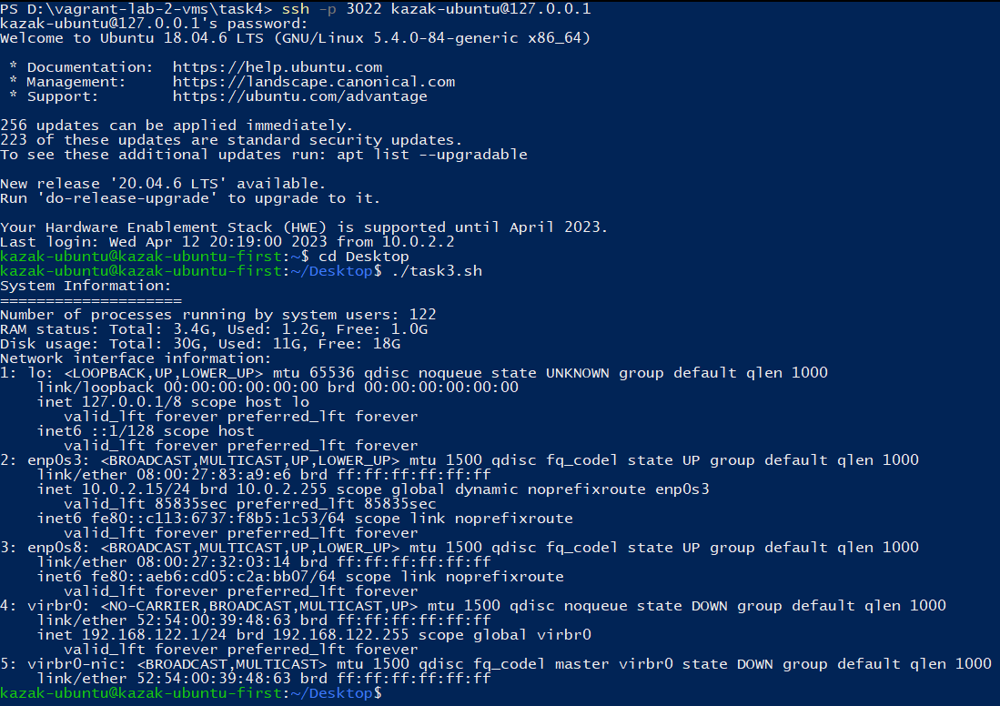 PS D:\vagrant-lab-2-vms\task4> ssh -p 3022 kazak-ubuntu@127.0.0.1
kazak-ubuntu@127.0.0.1's password:
Welcome to Ubuntu 18.04.6 LTS (GNU/Linux 5.4.0-84-generic x86_64)

 * Documentation:  https://help.ubuntu.com
 * Management:     https://landscape.canonical.com
 * Support:        https://ubuntu.com/advantage

256 updates can be applied immediately.
223 of these updates are standard security updates.
To see these additional updates run: apt list --upgradable

New release '20.04.6 LTS' available.
Run 'do-release-upgrade' to upgrade to it.

Your Hardware Enablement Stack (HWE) is supported until April 2023.
Last login: Wed Apr 12 20:19:00 2023 from 10.0.2.2
kazak-ubuntu@kazak-ubuntu-first:~$ cd Desktop
kazak-ubuntu@kazak-ubuntu-first:~/Desktop$ ./task3.sh
System Information:
====================
Number of processes running by system users: 122
RAM status: Total: 3.4G, Used: 1.2G, Free: 1.0G
Disk usage: Total: 30G, Used: 11G, Free: 18G
Network interface information:
1: lo: <LOOPBACK,UP,LOWER_UP> mtu 65536 qdisc noqueue state UNKNOWN group default qlen 1000
    link/loopback 00:00:00:00:00:00 brd 00:00:00:00:00:00
    inet 127.0.0.1/8 scope host lo
       valid_lft forever preferred_lft forever
    inet6 ::1/128 scope host
       valid_lft forever preferred_lft forever
2: enp0s3: <BROADCAST,MULTICAST,UP,LOWER_UP> mtu 1500 qdisc fq_codel state UP group default qlen 1000
    link/ether 08:00:27:83:a9:e6 brd ff:ff:ff:ff:ff:ff
    inet 10.0.2.15/24 brd 10.0.2.255 scope global dynamic noprefixroute enp0s3
       valid_lft 85835sec preferred_lft 85835sec
    inet6 fe80::c113:6737:f8b5:1c53/64 scope link noprefixroute
       valid_lft forever preferred_lft forever
3: enp0s8: <BROADCAST,MULTICAST,UP,LOWER_UP> mtu 1500 qdisc fq_codel state UP group default qlen 1000
    link/ether 08:00:27:32:03:14 brd ff:ff:ff:ff:ff:ff
    inet6 fe80::aeb6:cd05:c2a:bb07/64 scope link noprefixroute
       valid_lft forever preferred_lft forever
4: virbr0: <NO-CARRIER,BROADCAST,MULTICAST,UP> mtu 1500 qdisc noqueue state DOWN group default qlen 1000
    link/ether 52:54:00:39:48:63 brd ff:ff:ff:ff:ff:ff
    inet 192.168.122.1/24 brd 192.168.122.255 scope global virbr0
       valid_lft forever preferred_lft forever
5: virbr0-nic: <BROADCAST,MULTICAST> mtu 1500 qdisc fq_codel master virbr0 state DOWN group default qlen 1000
    link/ether 52:54:00:39:48:63 brd ff:ff:ff:ff:ff:ff
kazak-ubuntu@kazak-ubuntu-first:~/Desktop$